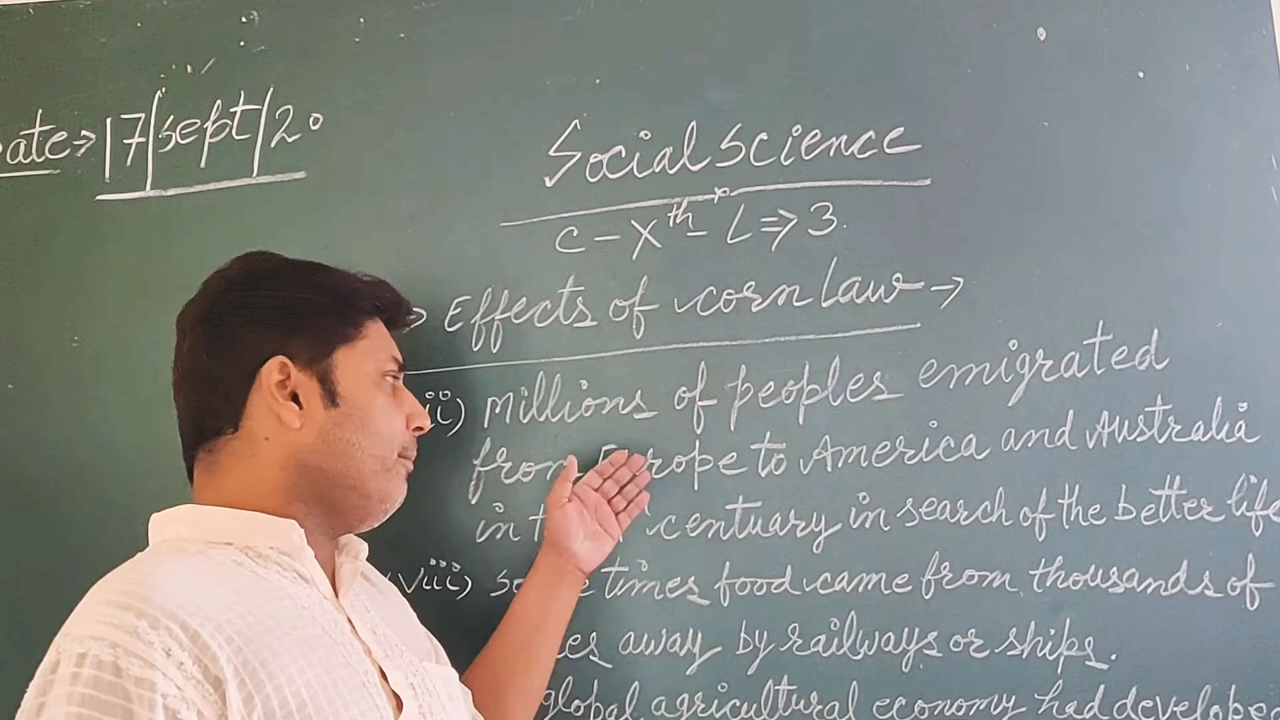 ate → 17/sept/20
Social science
C - Xth - L ⇒ 3.
→ Effects of corn law →
ii) Millions of peoples emigrated
from Europe to America and Australia
in centuary in search of the better life
(viii) sometimes food came from thousands of
es away by railways or ships.
global agricultural economy had develope